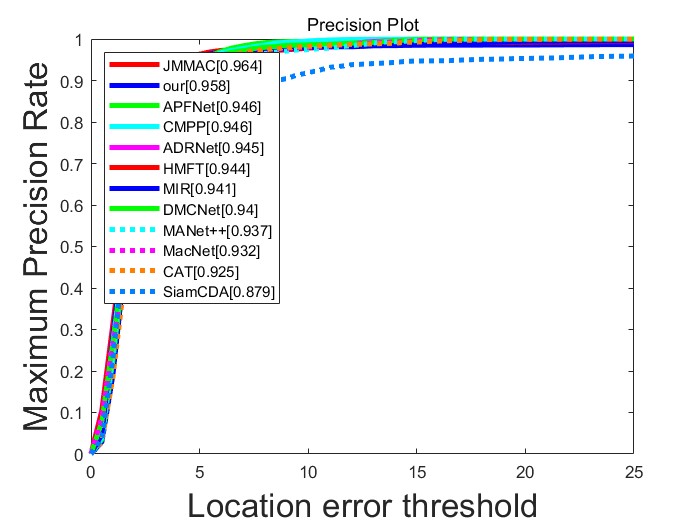 Precision Plot
Maximum Precision Rate
1
0.9
0.8
0.7
0.6
0.5
0.4
0.3
0.2
0.1
0
JMMAC[0.964]
our[0.958]
APFNet[0.946]
CMPP[0.946]
ADRNet[0.945]
HMFT[0.944]
MIR[0.941]
DMCNet[0.94]
MANet++[0.937]
MacNet[0.932]
CAT[0.925]
SiamCDA[0.879]
0 5 10 15 20 25
Location error threshold